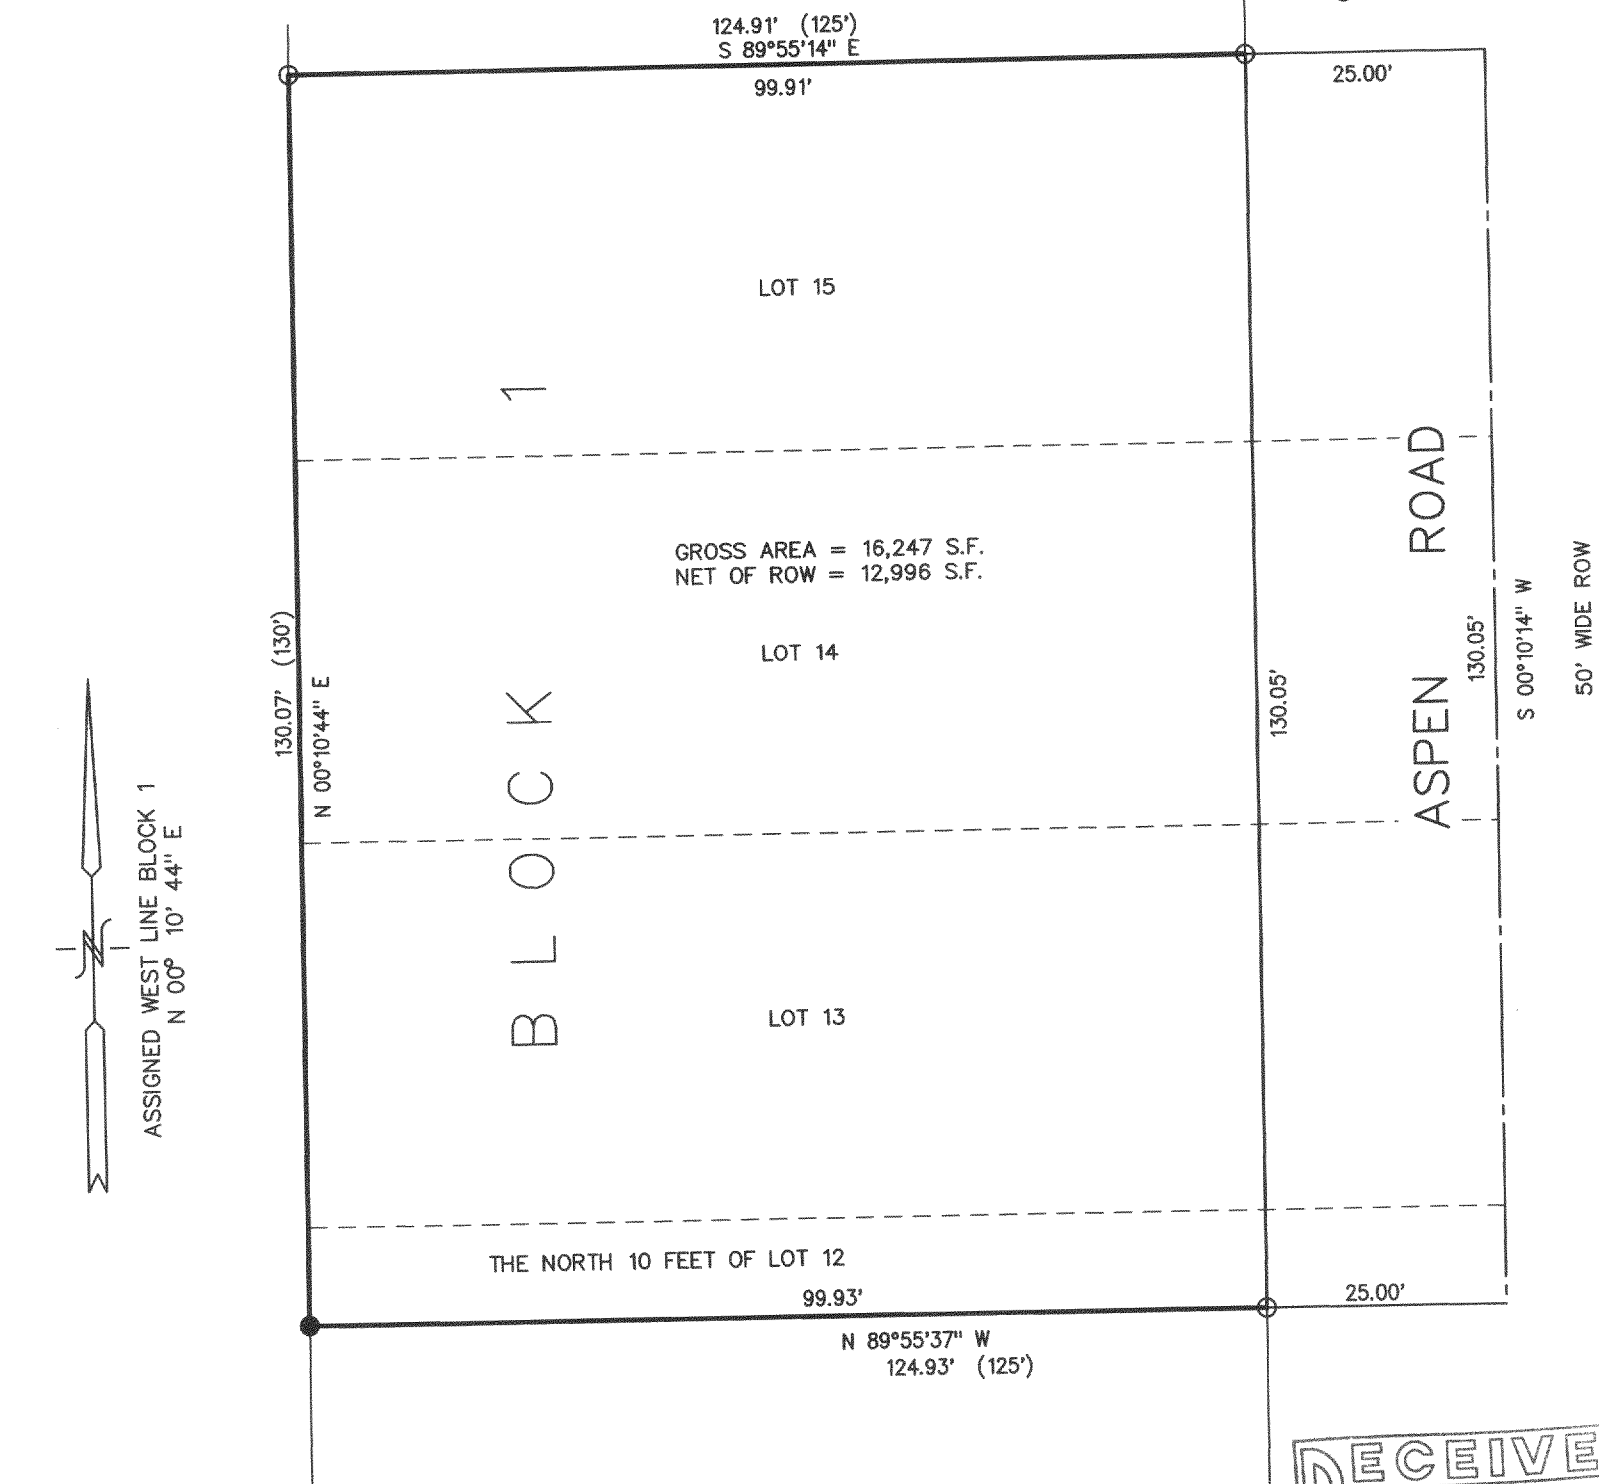 124.91' (125')
S 89°55'14" E
99.91'
25.00'
LOT 15
BLOCK 1
GROSS AREA = 16,247 S.F.
NET OF ROW = 12,996 S.F.
LOT 14
130.07' (130')
N 00°10'44" E
130.05'
ASPEN ROAD
130.05'
S 00°10'14" W
50' WIDE ROW
N
ASSIGNED WEST LINE BLOCK 1
N 00° 10' 44" E
LOT 13
THE NORTH 10 FEET OF LOT 12
99.93'
25.00'
N 89°55'37" W
124.93' (125')